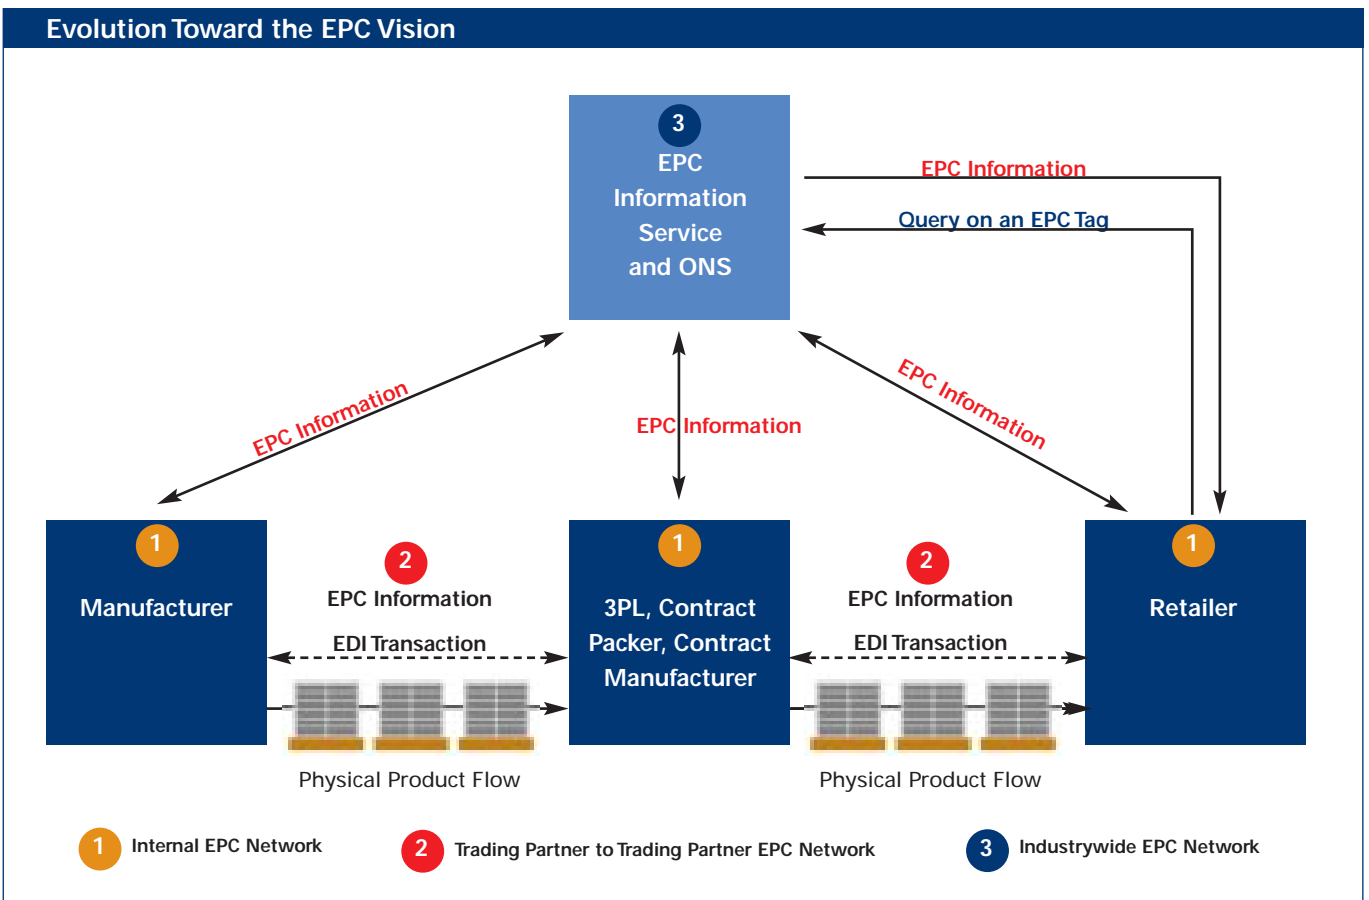 Evolution Toward the EPC Vision
3
EPC
Information
Service
and ONS
EPC Information
Query on an EPC Tag
EPC Information
EPC Information
EPC Information
1
Manufacturer
2
EPC Information
EDI Transaction
1
3PL, Contract
Packer, Contract
Manufacturer
2
EPC Information
EDI Transaction
1
Retailer
Physical Product Flow
Physical Product Flow
1 Internal EPC Network
2 Trading Partner to Trading Partner EPC Network
3 Industrywide EPC Network